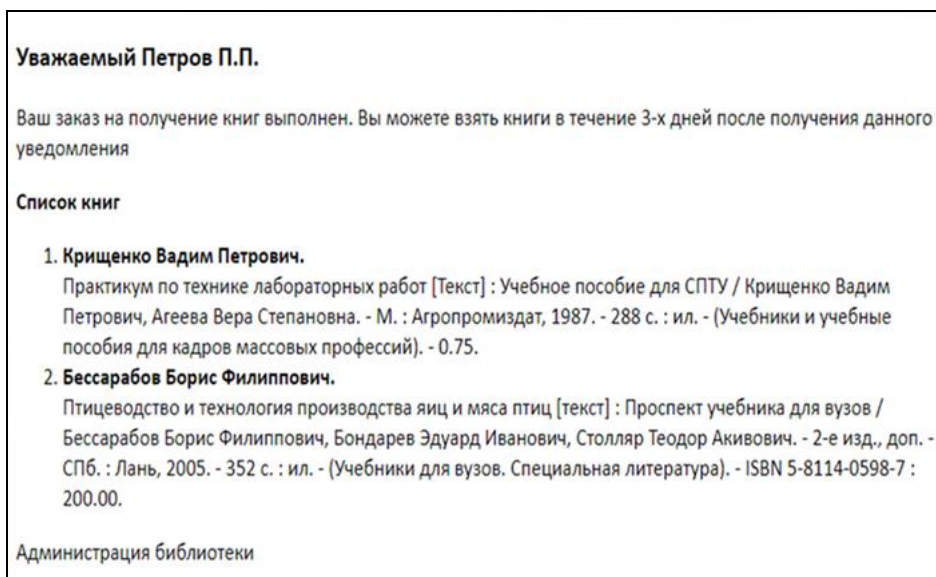 Уважаемый Петров П.П.
Ваш заказ на получение книг выполнен. Вы можете взять книги в течение 3-х дней после получения данного
уведомления
Список книг
1. Крищенко Вадим Петрович.
Практикум по технике лабораторных работ [Текст] : Учебное пособие для СПТУ / Крищенко Вадим
Петрович, Агеева Вера Степановна. - М. : Агропромиздат, 1987. - 288 с. : ил. - (Учебники и учебные
пособия для кадров массовых профессий). - 0.75.
2. Бессарабов Борис Филиппович.
Птицеводство и технология производства яиц и мяса птиц [текст] : Проспект учебника для вузов /
Бессарабов Борис Филиппович, Бондарев Эдуард Иванович, Столляр Теодор Акивович. - 2-е изд., доп. -
СПб. : Лань, 2005. - 352 с. : ил. - (Учебники для вузов. Специальная литература). - ISBN 5-8114-0598-7 :
200.00.
Администрация библиотеки